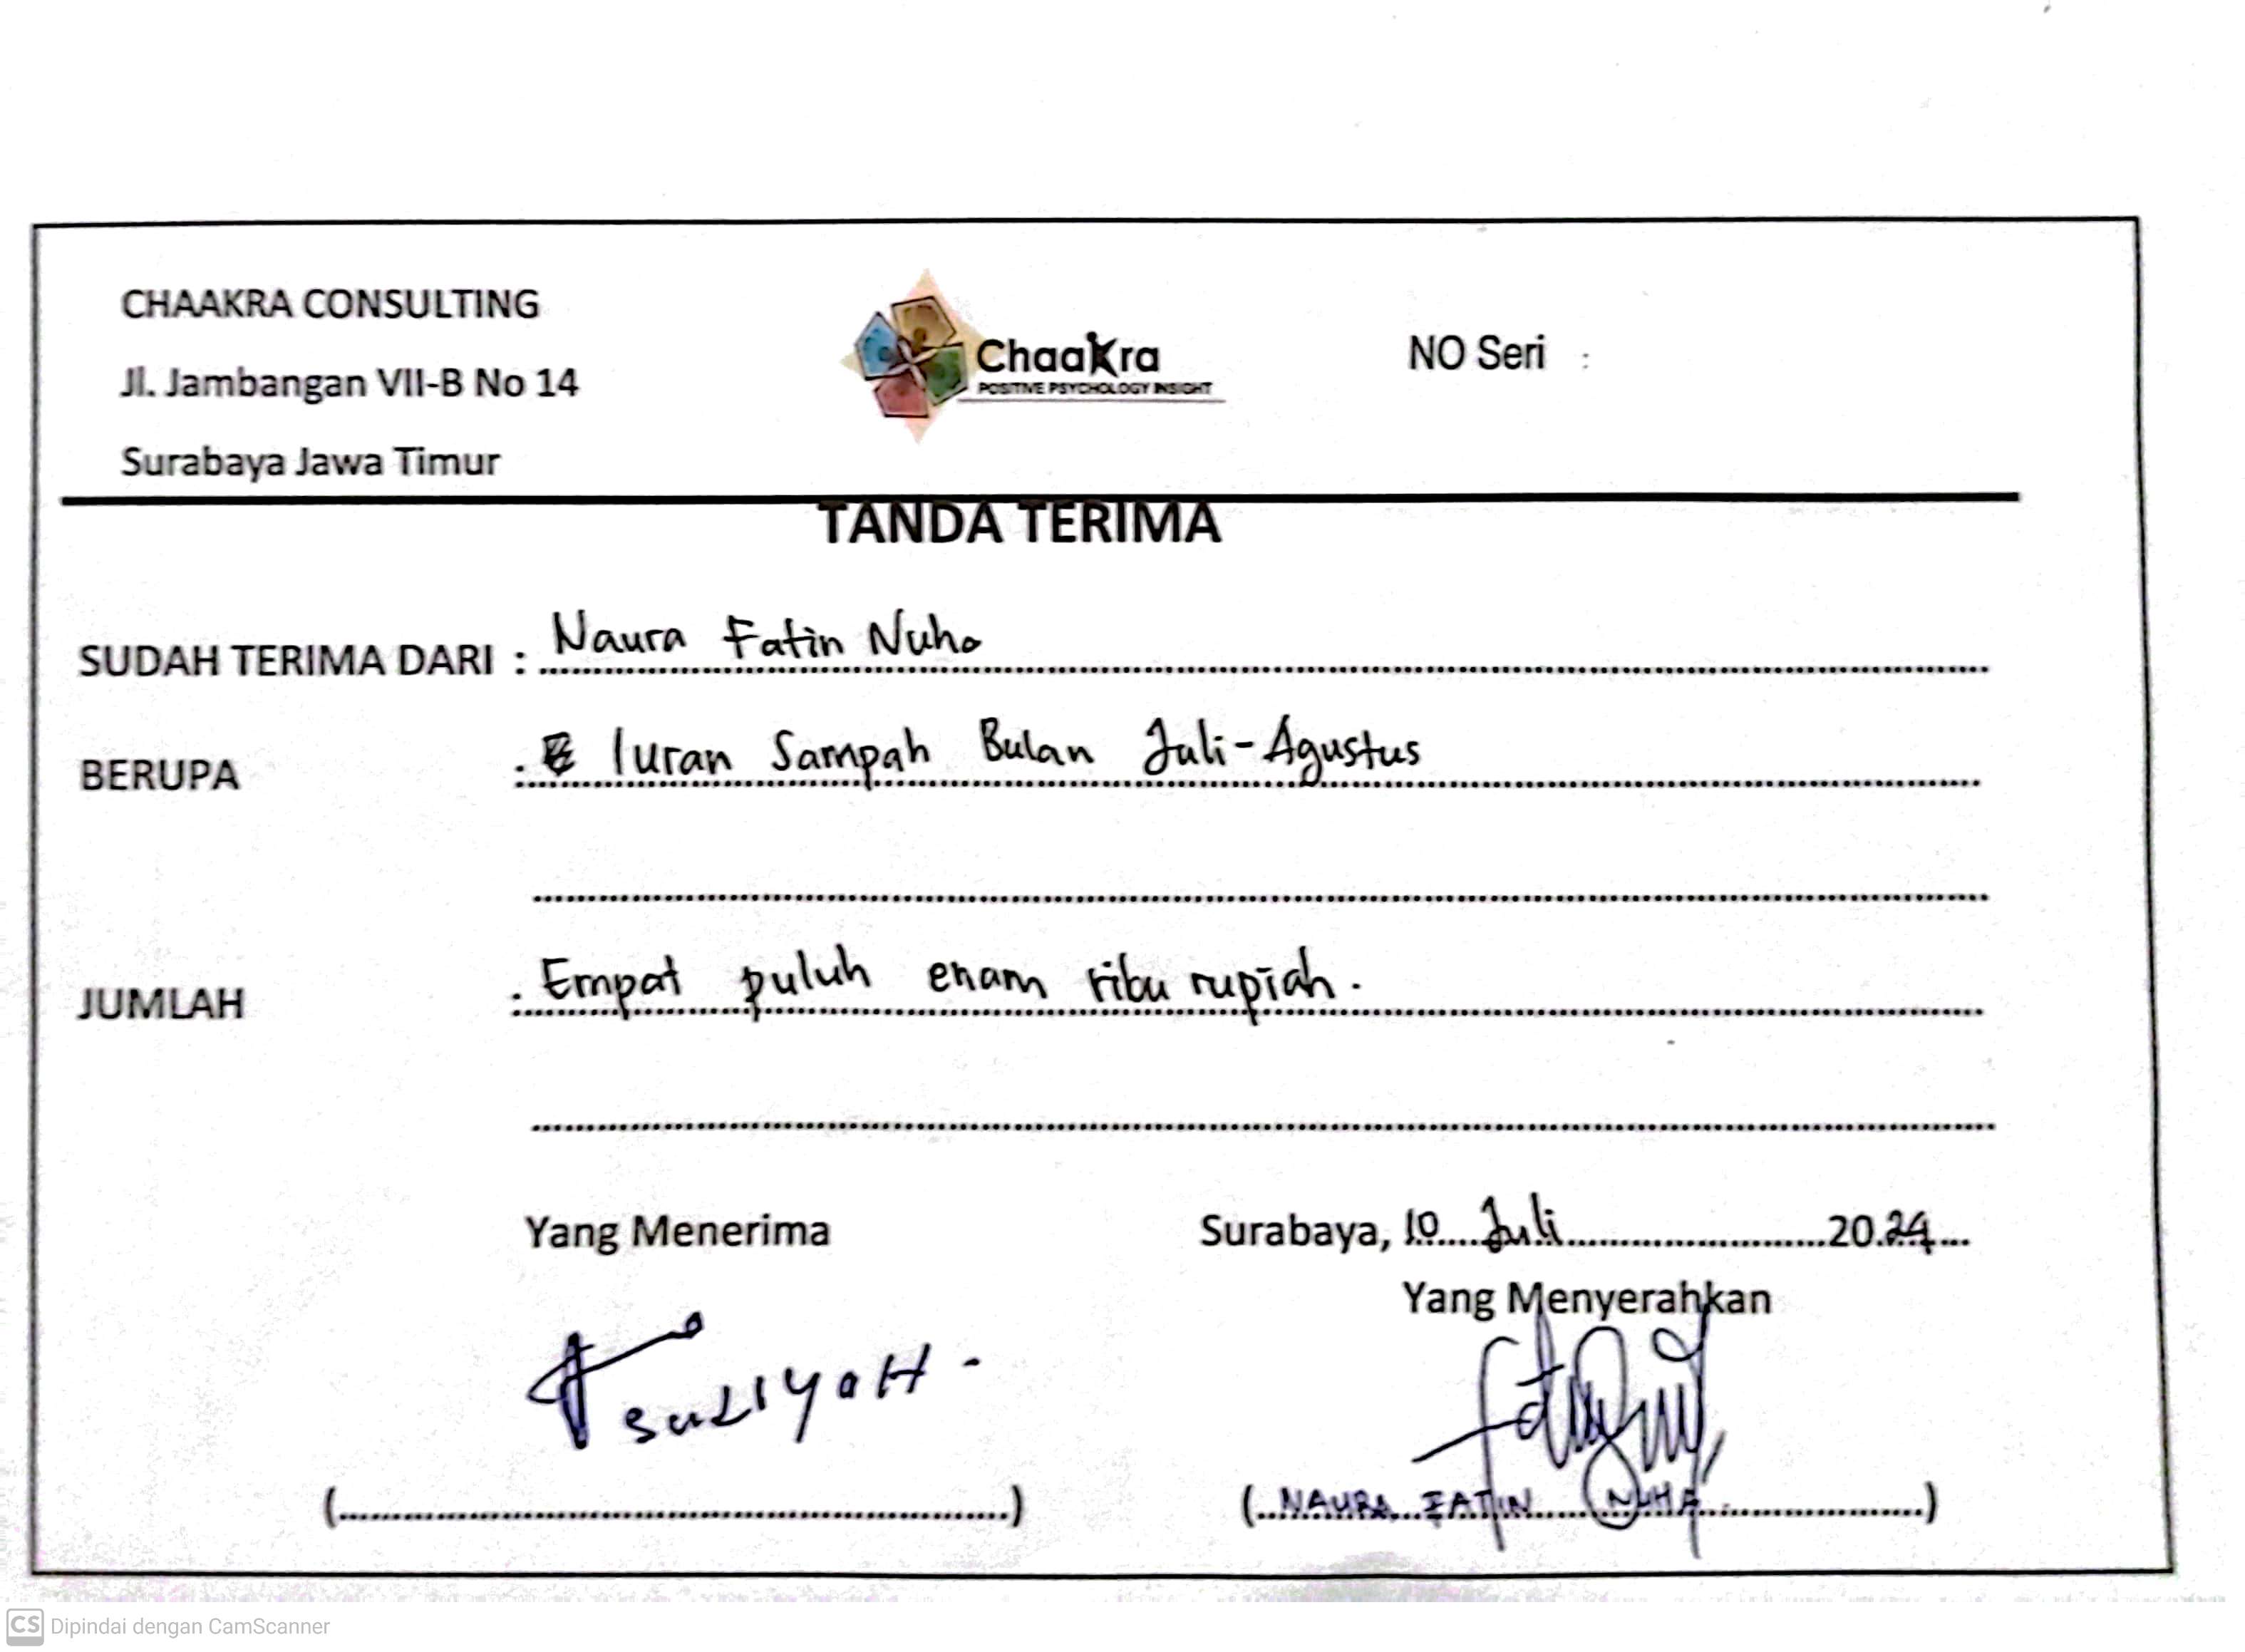 CHAAKRA CONSULTING
Jl. Jambangan VII-B No 14
Surabaya Jawa Timur
Chaakra
POSITIVE PSYCHOLOGY INSIGHT
NO Seri :
TANDA TERIMA
SUDAH TERIMA DARI : Naura Fatin Nuha
BERUPA : Iuran Sampah Bulan Juli-Agustus
JUMLAH : Empat puluh enam ribu rupiah.
Yang Menerima
Surabaya, 10 Juli 2024
Yang Menyerahkan
(NAURA FATIN NUHA)
CS Dipindai dengan CamScanner